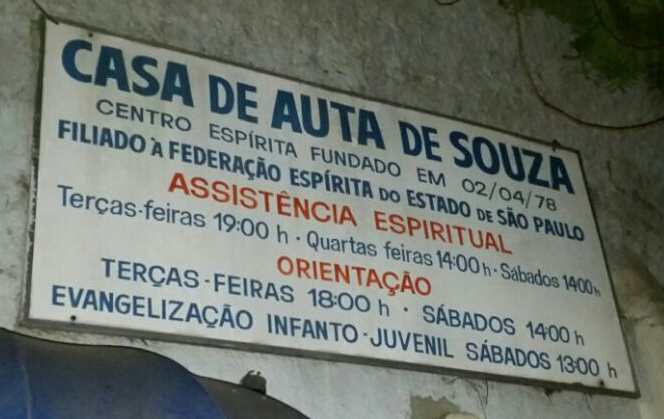 CASA DE AUTA DE SOUZA
CENTRO ESPÍRITA FUNDADO EM 02/04/78
FILIADO À FEDERAÇÃO ESPÍRITA DO ESTADO DE SÃO PAULO
ASSISTÊNCIA ESPIRITUAL
Terças-feiras 19:00 h · Quartas feiras 14:00 h · Sábados 14:00 h
ORIENTAÇÃO
TERÇAS-FEIRAS 18:00 h · SÁBADOS 14:00 h
EVANGELIZAÇÃO INFANTO-JUVENIL SÁBADOS 13:00 h